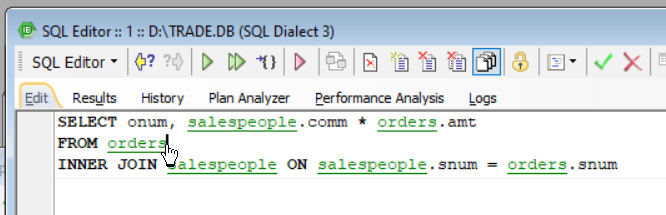 SQL Editor :: 1 :: D:\TRADE.DB (SQL Dialect 3)
SQL Editor
Edit Results History Plan Analyzer Performance Analysis Logs
SELECT onum, salespeople.comm * orders.amt
FROM orders
INNER JOIN salespeople ON salespeople.snum = orders.snum